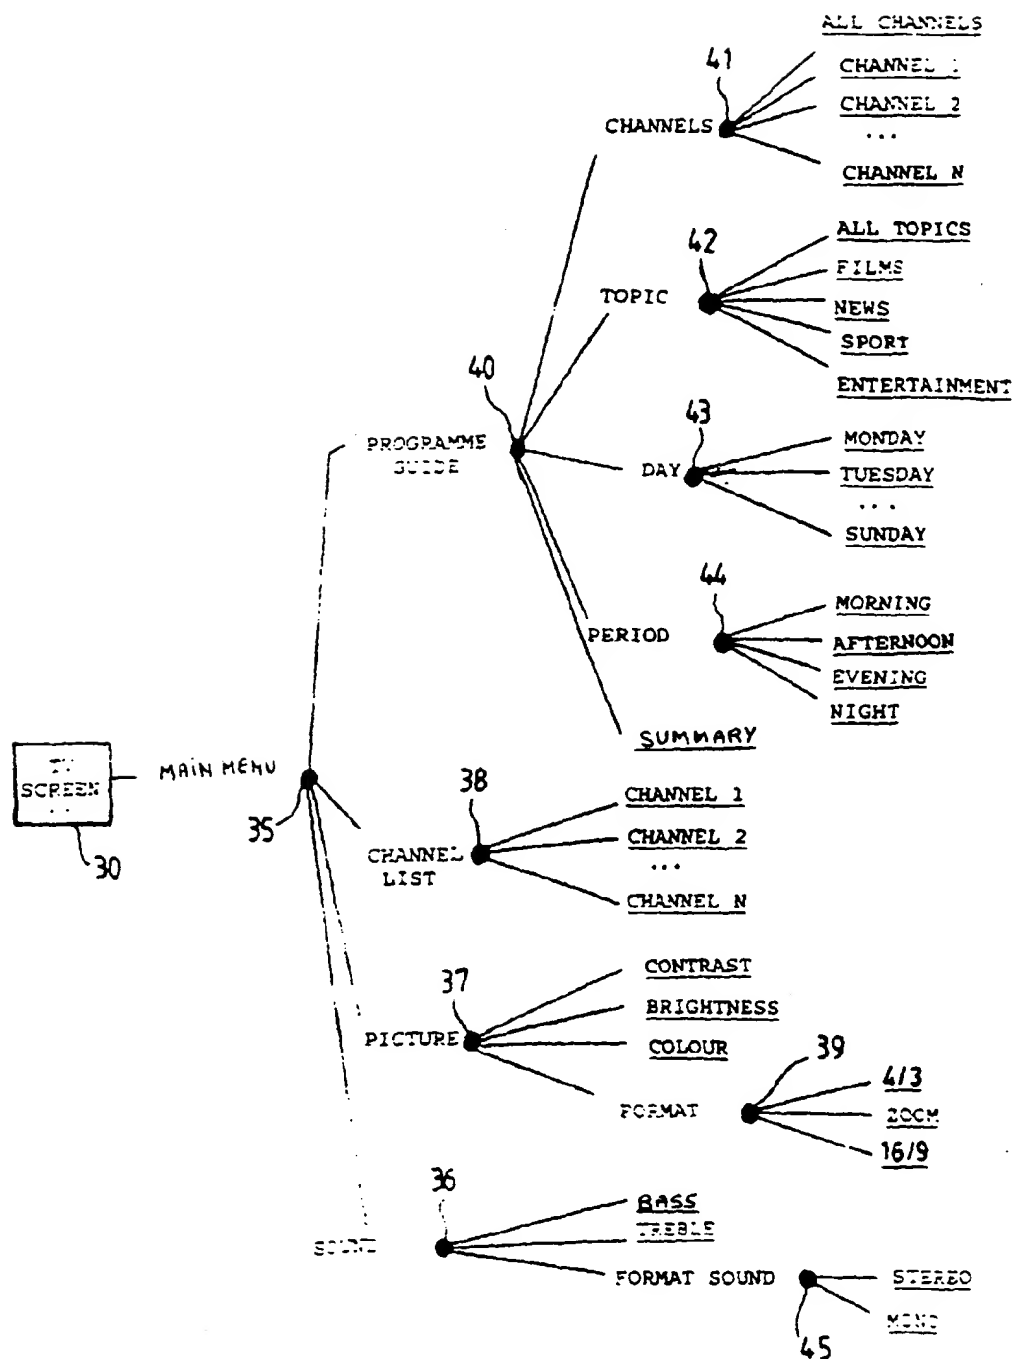 ALL CHANNELS
41
CHANNEL 1
CHANNEL 2
CHANNELS
...
CHANNEL N
42
ALL TOPICS
FILMS
TOPIC
NEWS
SPORT
ENTERTAINMENT
40
43
PROGRAMME
GUIDE
MONDAY
DAY
TUESDAY
...
SUNDAY
44
MORNING
PERIOD
AFTERNOON
EVENING
NIGHT
SUMMARY
TV
SCREEN
...
30
MAIN MENU
35
38
CHANNEL 1
CHANNEL 2
CHANNEL
LIST
...
CHANNEL N
37
CONTRAST
BRIGHTNESS
PICTURE
COLOUR
39
FORMAT
4/3
ZOOM
16/9
36
BASS
TREBLE
SOUND
FORMAT SOUND
STEREO
MONO
45